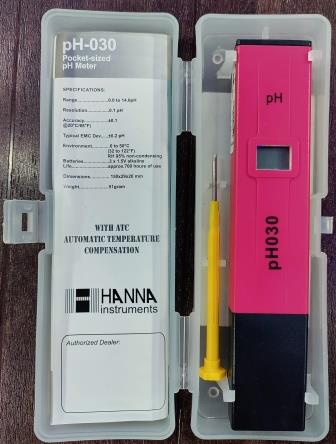 pH-030
Pocket-sized
pH Meter
SPECIFICATIONS:
Range.................0.0 to 14.0pH
Resolution..............0.1 pH
Accuracy................±0.1
@20°C/68°F)
Typical EMC Dev.....±0.2 pH
Environment............0 to 50°C
(32 to 122°F)
RH 95% non-condensing
Batteries................2 x 1.5V alkaline
Life.................approx.700 hours of use
Dimensions......150x29x20 mm
Weight.............91gram
WITH ATC
AUTOMATIC TEMPERATURE
COMPENSATION
HANNA
instruments
Authorized Dealer:
pH
pH030